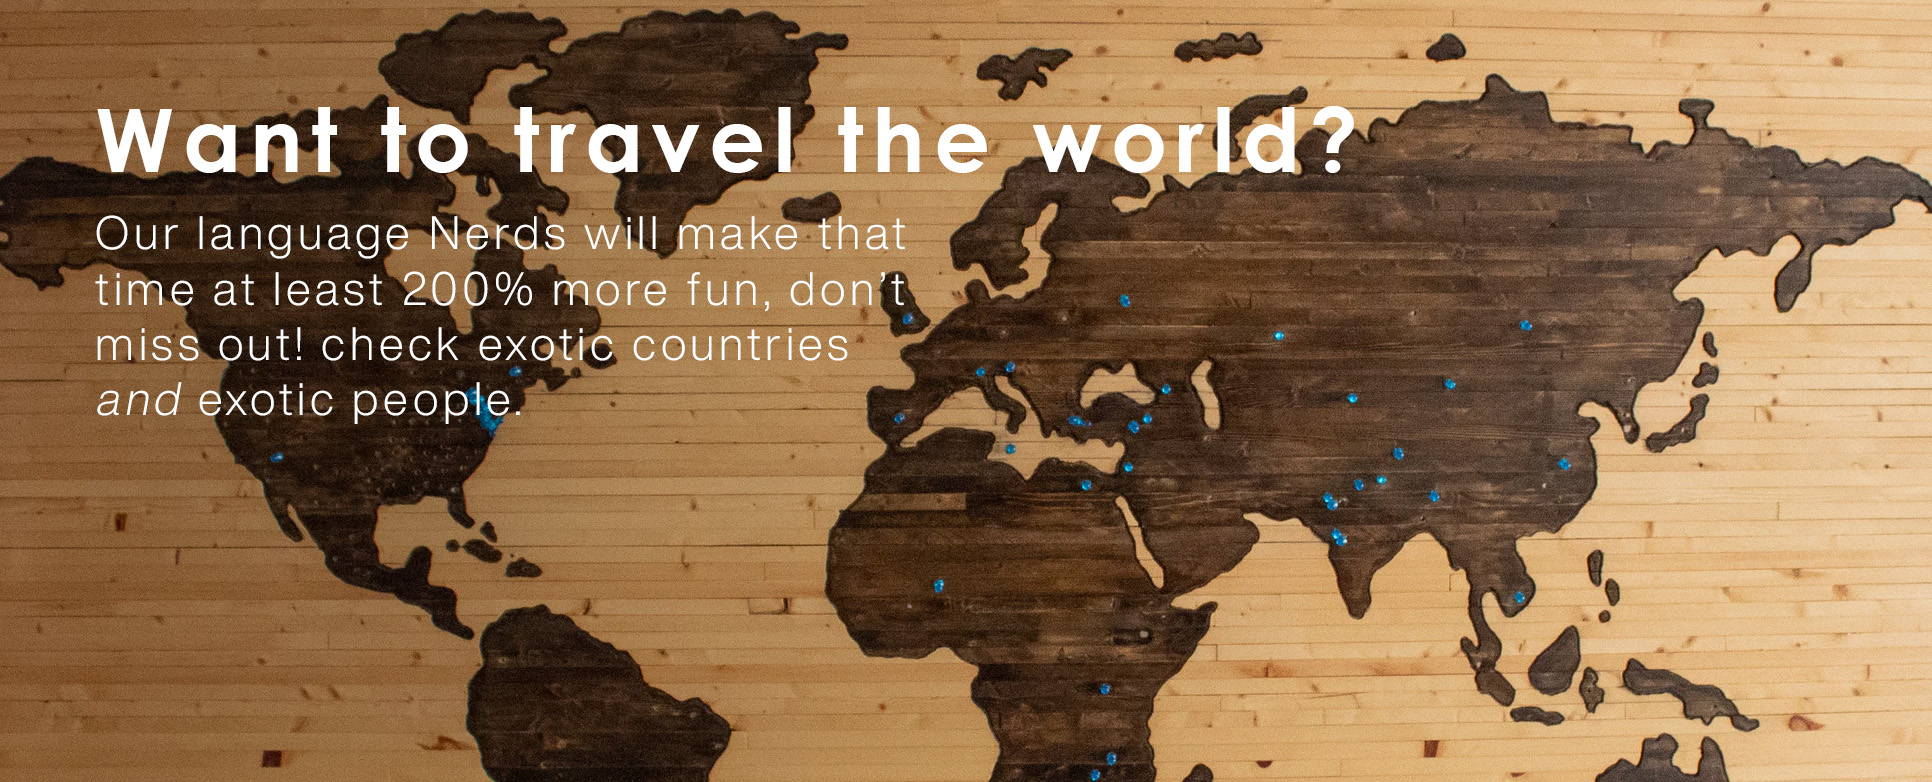 Want to travel the world?
Our language Nerds will make that
time at least 200% more fun, don’t
miss out! check exotic countries
and exotic people.